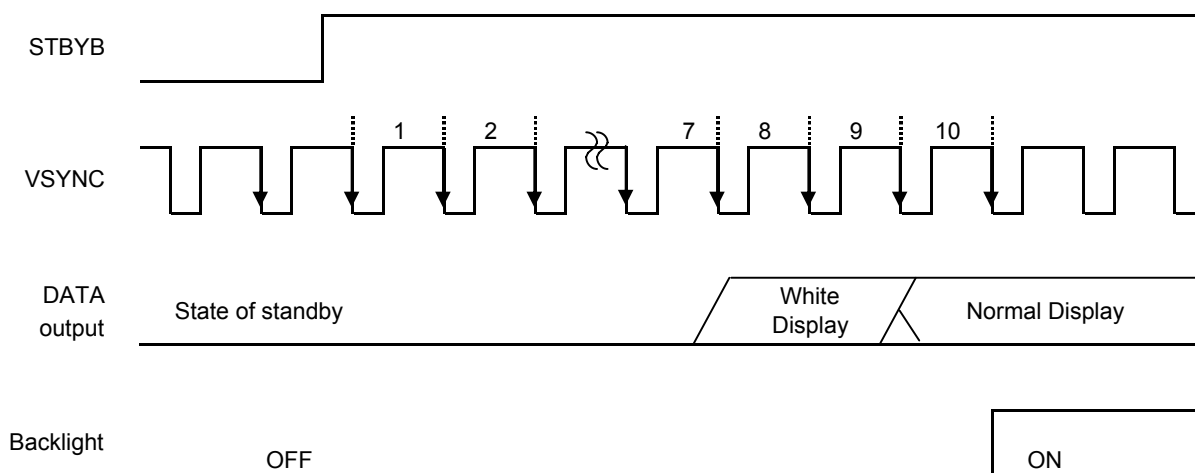 STBYB
1 2 7 8 9 10
VSYNC
DATA
output
State of standby
White
Display
Normal Display
Backlight
OFF
ON